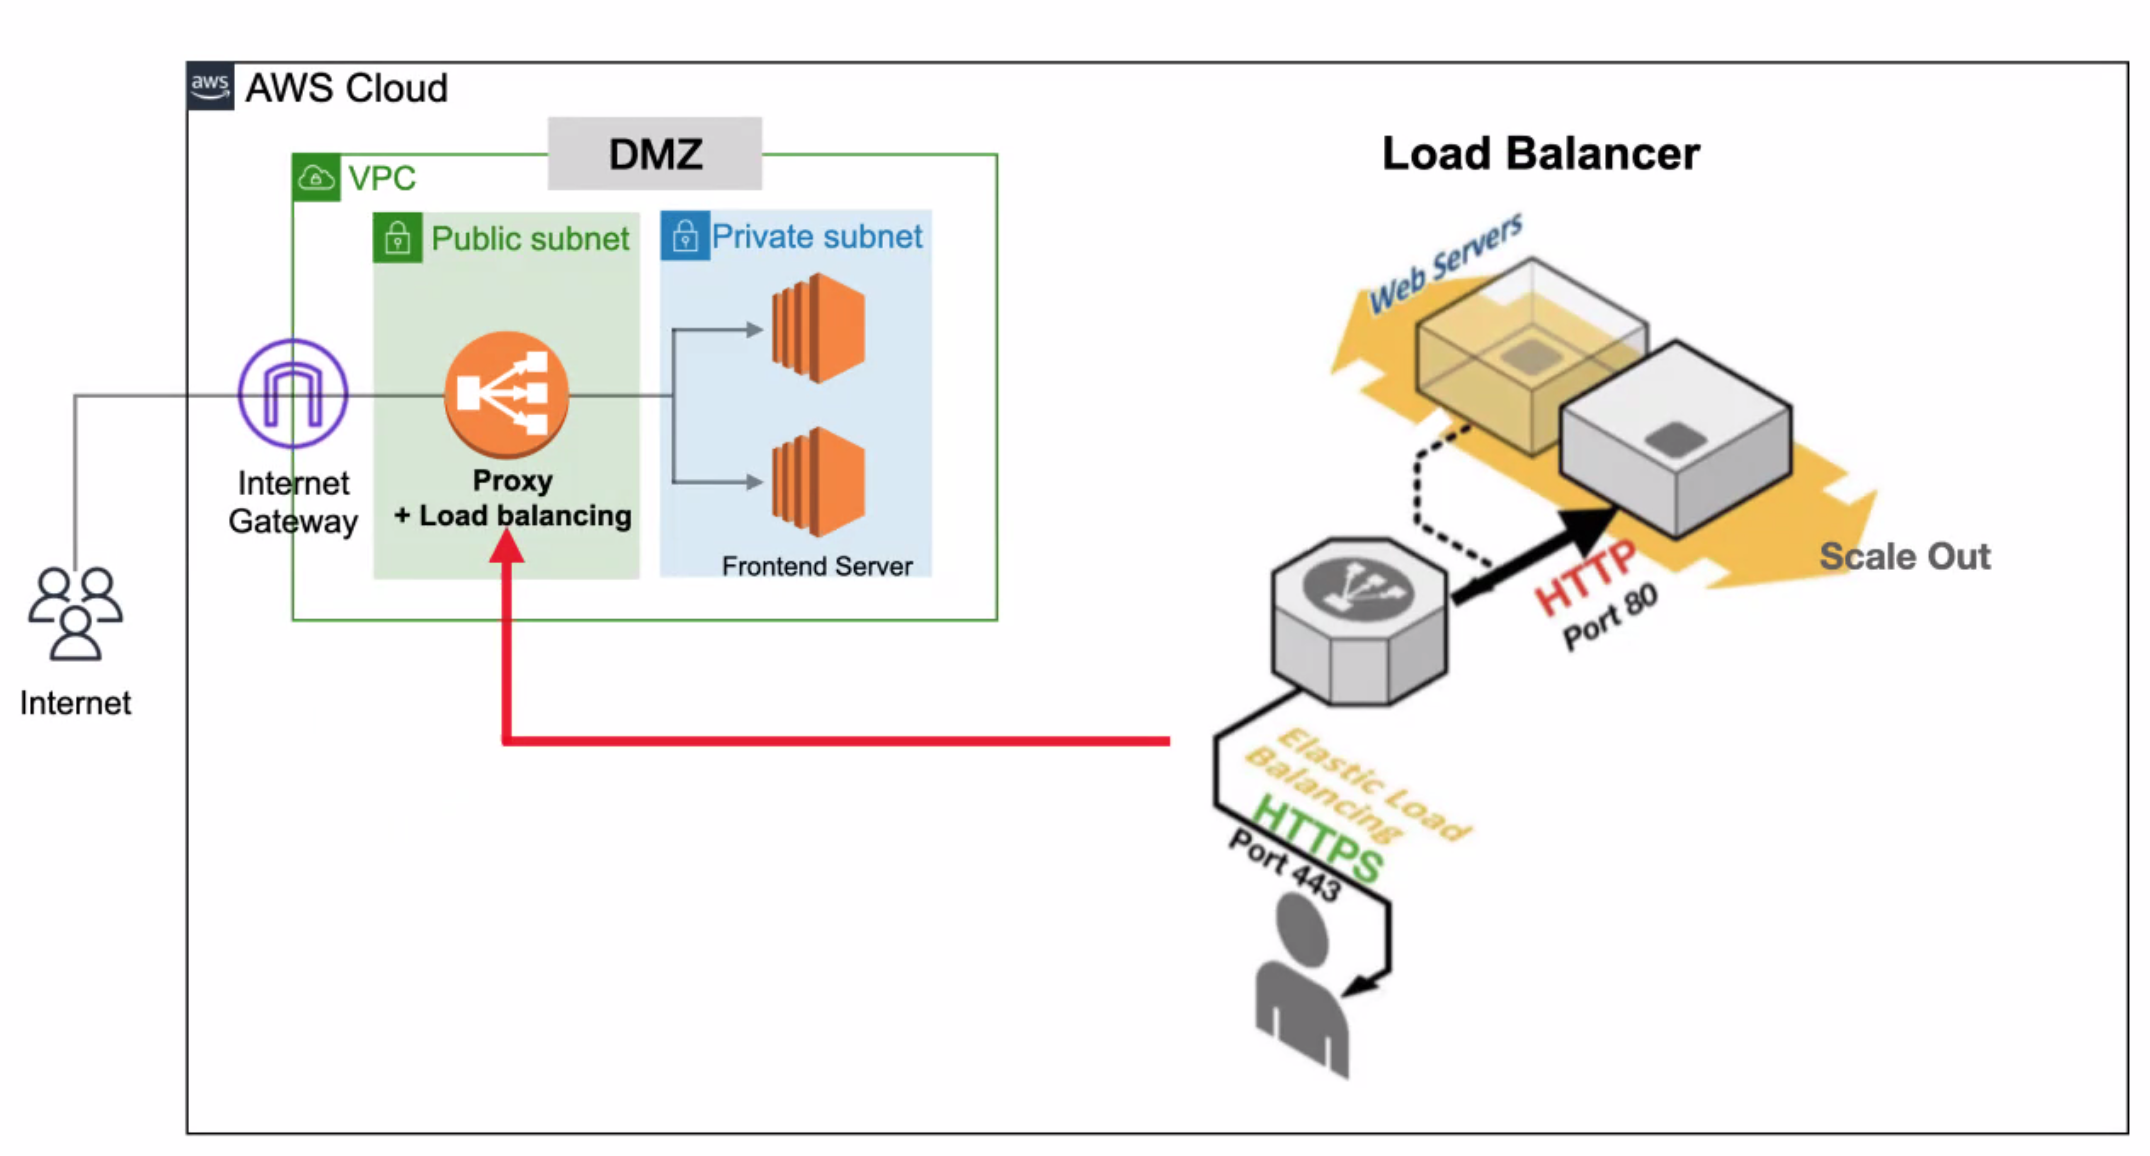 aws
AWS Cloud
DMZ
VPC
Public subnet
Private subnet
Internet
Gateway
Proxy
+ Load balancing
Frontend Server
Internet
Load Balancer
Web Servers
Scale Out
HTTP
Port 80
Elastic Load
Balancing
HTTPS
Port 443